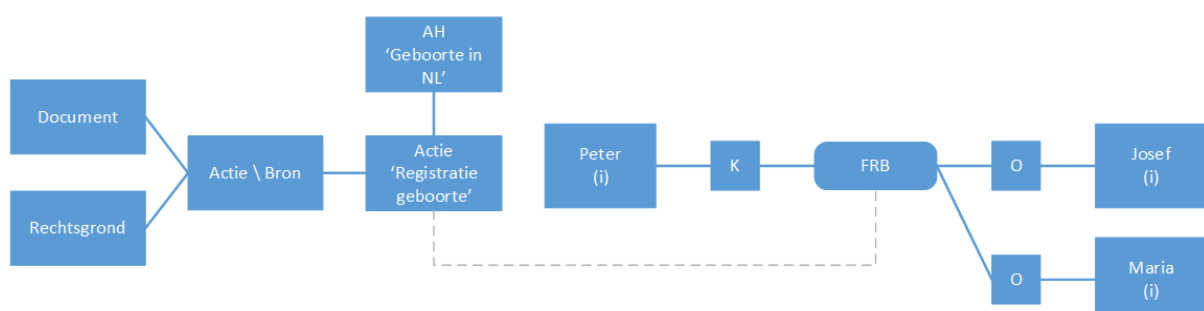 AH
‘Geboorte in
NL’
Document
Actie \ Bron
Actie
‘Registratie
geboorte’
Rechtsgrond
Peter
(i)
K
FRB
O
Josef
(i)
O
Maria
(i)